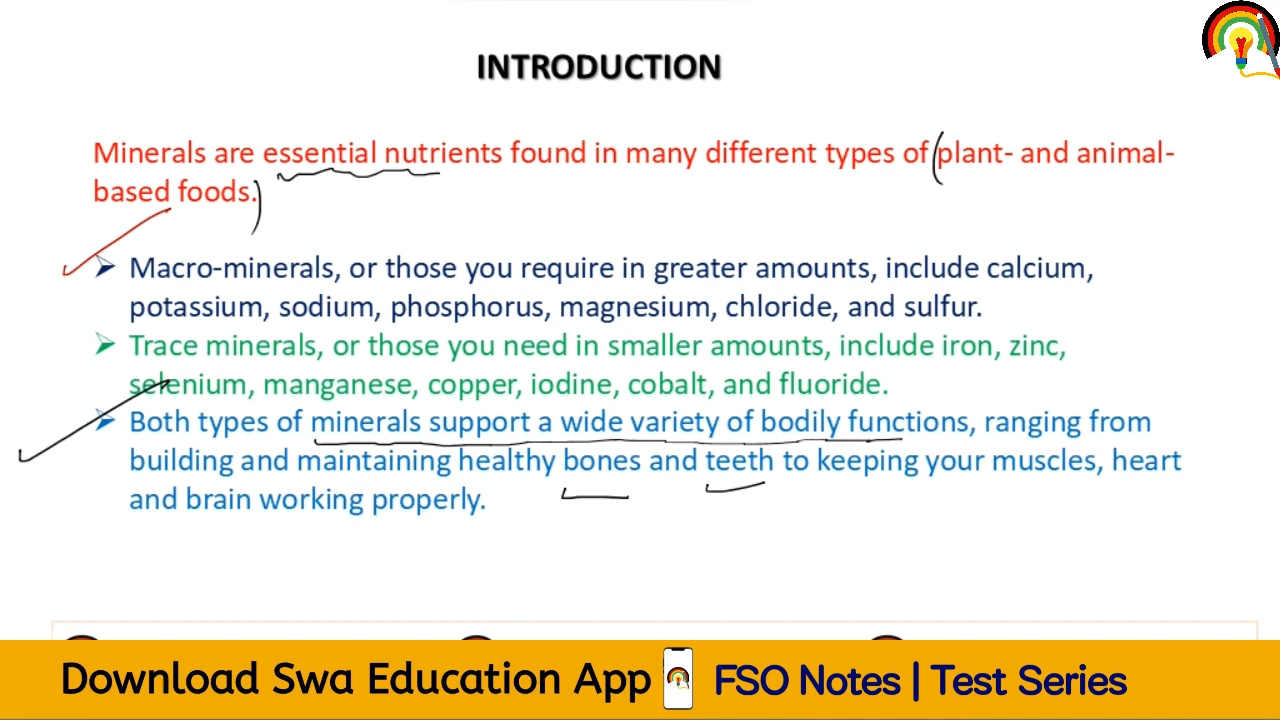 INTRODUCTION
Minerals are essential nutrients found in many different types of plant- and animal-
based foods.
Macro-minerals, or those you require in greater amounts, include calcium,
potassium, sodium, phosphorus, magnesium, chloride, and sulfur.
Trace minerals, or those you need in smaller amounts, include iron, zinc,
selenium, manganese, copper, iodine, cobalt, and fluoride.
Both types of minerals support a wide variety of bodily functions, ranging from
building and maintaining healthy bones and teeth to keeping your muscles, heart
and brain working properly.
Download Swa Education App FSO Notes | Test Series